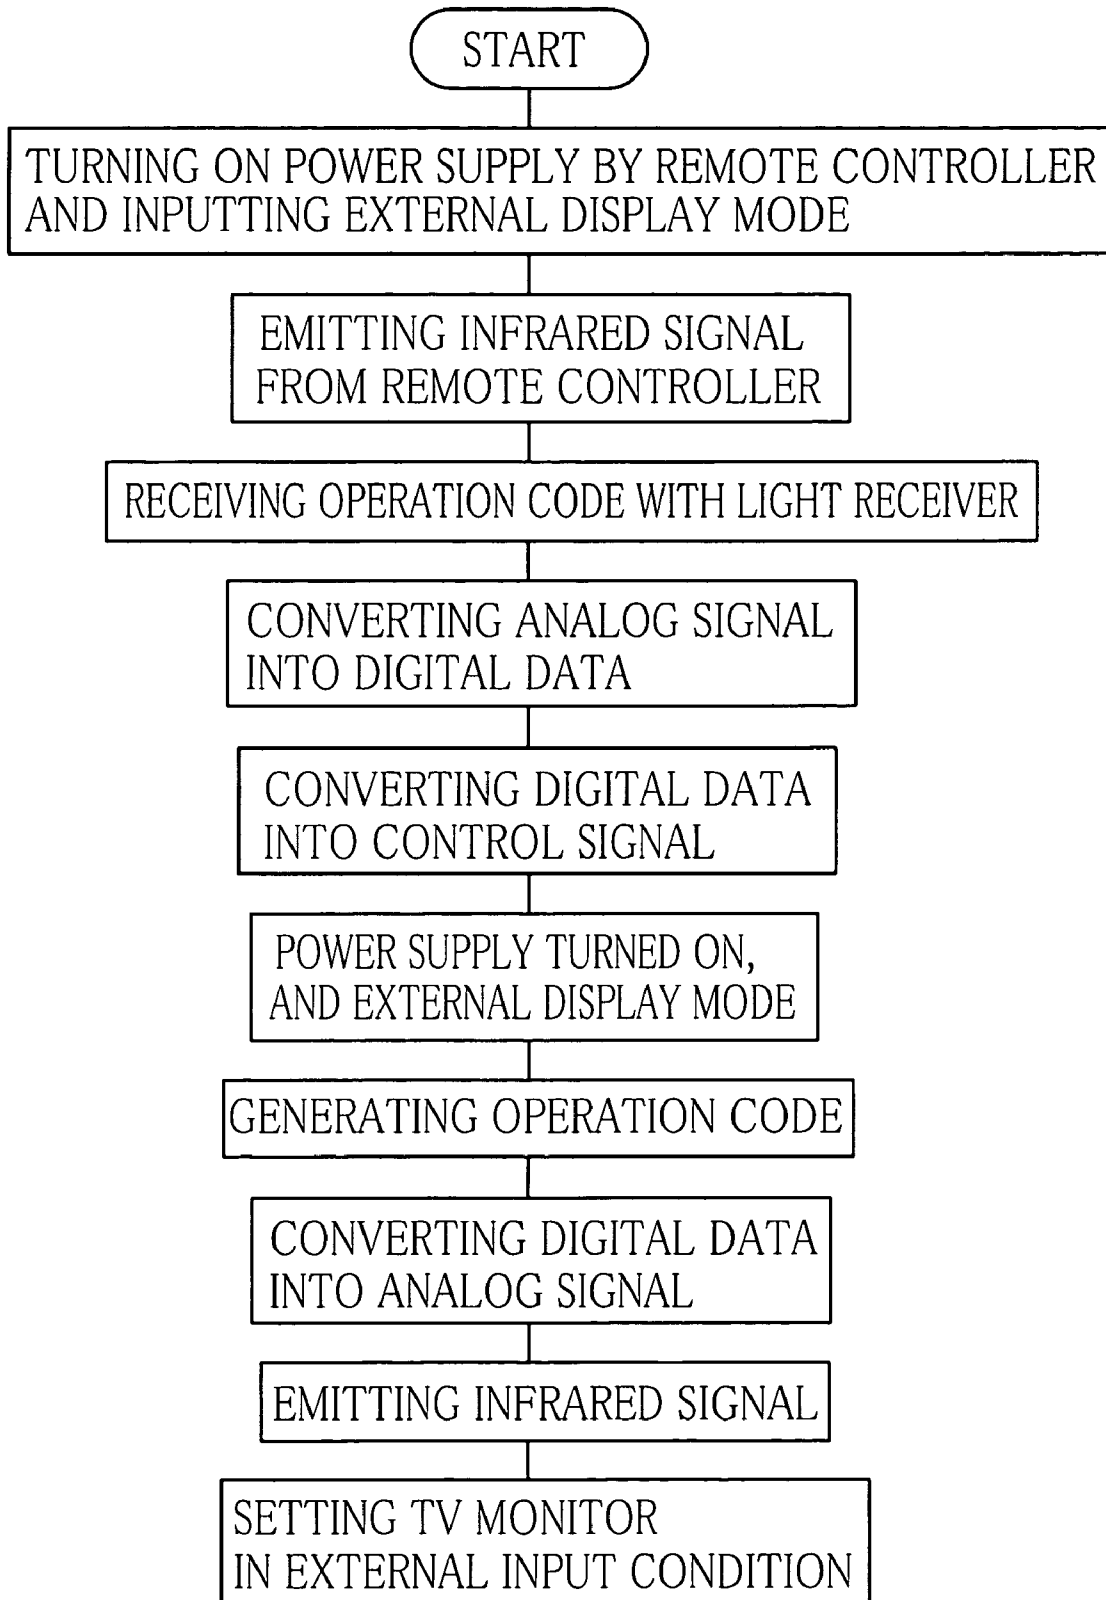 START
TURNING ON POWER SUPPLY BY REMOTE CONTROLLER
AND INPUTTING EXTERNAL DISPLAY MODE
EMITTING INFRARED SIGNAL
FROM REMOTE CONTROLLER
RECEIVING OPERATION CODE WITH LIGHT RECEIVER
CONVERTING ANALOG SIGNAL
INTO DIGITAL DATA
CONVERTING DIGITAL DATA
INTO CONTROL SIGNAL
POWER SUPPLY TURNED ON,
AND EXTERNAL DISPLAY MODE
GENERATING OPERATION CODE
CONVERTING DIGITAL DATA
INTO ANALOG SIGNAL
EMITTING INFRARED SIGNAL
SETTING TV MONITOR
IN EXTERNAL INPUT CONDITION